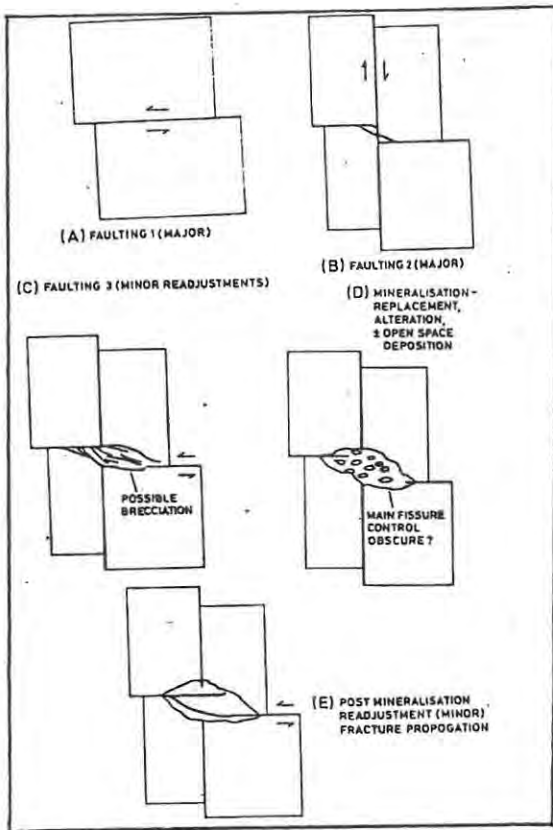 (A) FAULTING 1 (MAJOR)
(B) FAULTING 2 (MAJOR)
(C) FAULTING 3 (MINOR READJUSTMENTS)
(D) MINERALISATION-
REPLACEMENT,
ALTERATION,
± OPEN SPACE
DEPOSITION
POSSIBLE
BRECCIATION
MAIN FISSURE
CONTROL
OBSCURE?
(E) POST MINERALISATION
READJUSTMENT (MINOR)
FRACTURE PROPOGATION